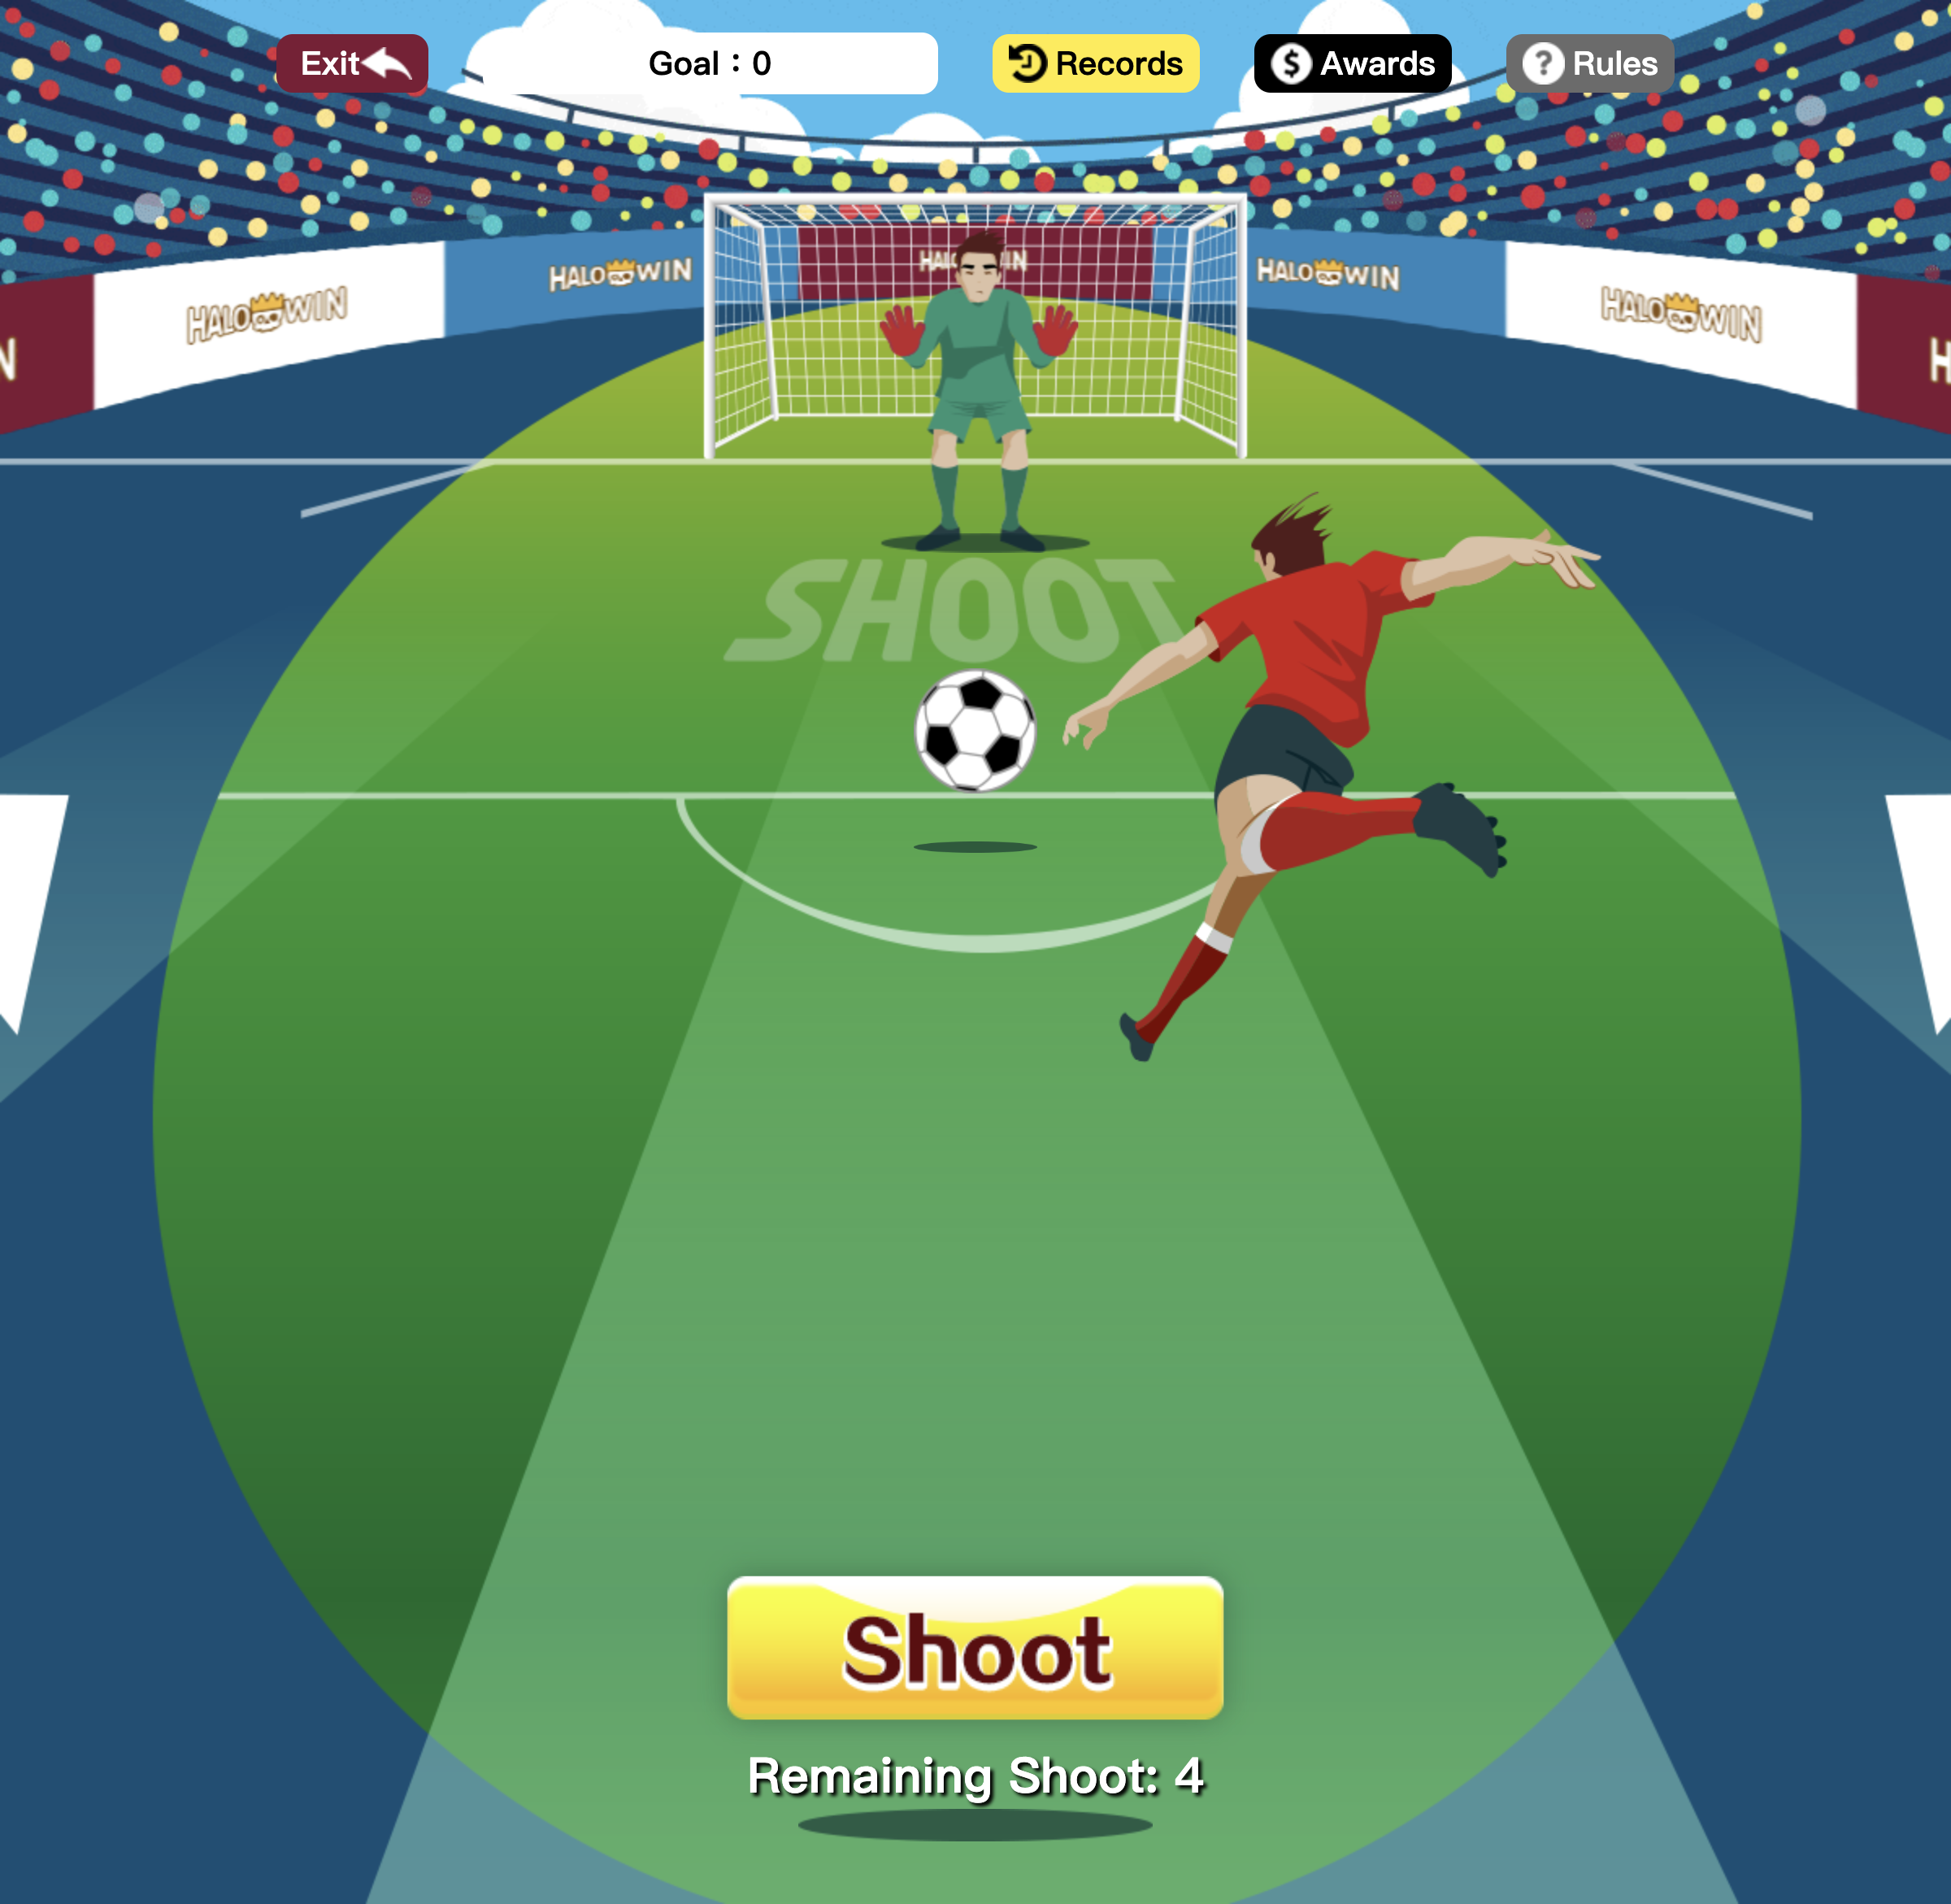 Exit
Goal：0
Records
$ Awards
? Rules
HALOWIN
HALOWIN
HALOWIN
HALOWIN
SHOOT
Shoot
Remaining Shoot: 4